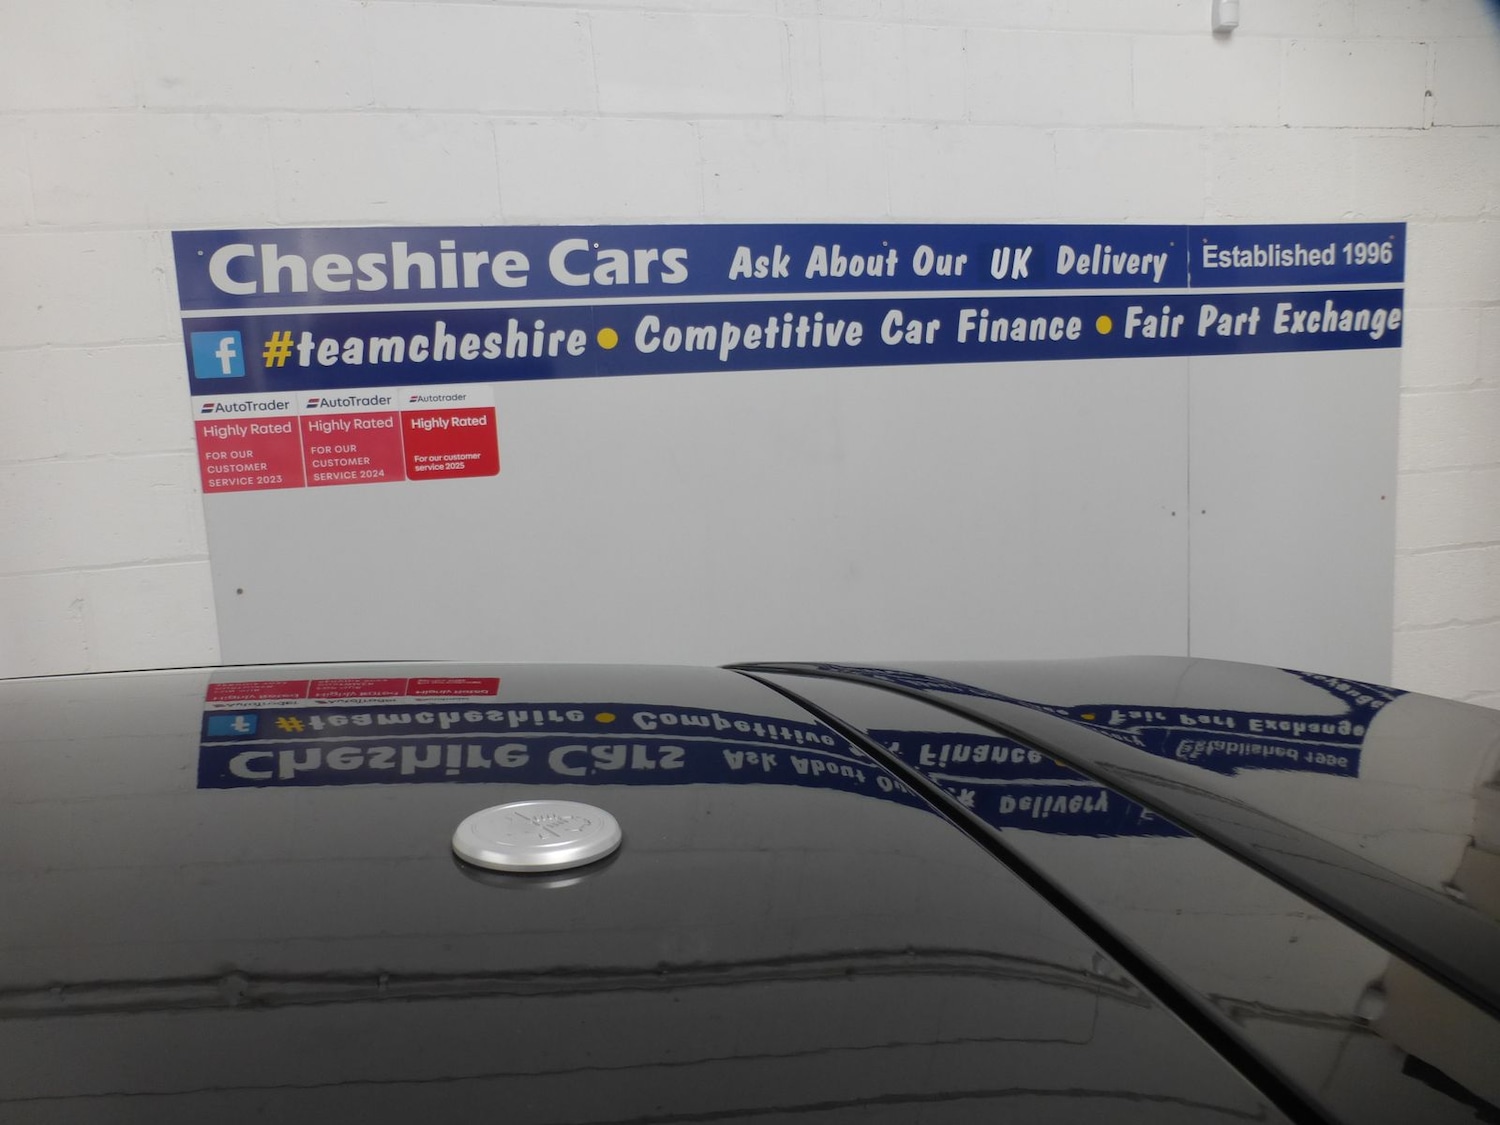 Cheshire Cars Ask About Our UK Delivery Established 1996
f #teamcheshire • Competitive Car Finance • Fair Part Exchange
AutoTrader
Highly Rated
FOR OUR
CUSTOMER
SERVICE 2023
AutoTrader
Highly Rated
FOR OUR
CUSTOMER
SERVICE 2024
Autotrader
Highly Rated
For our customer
service 2025